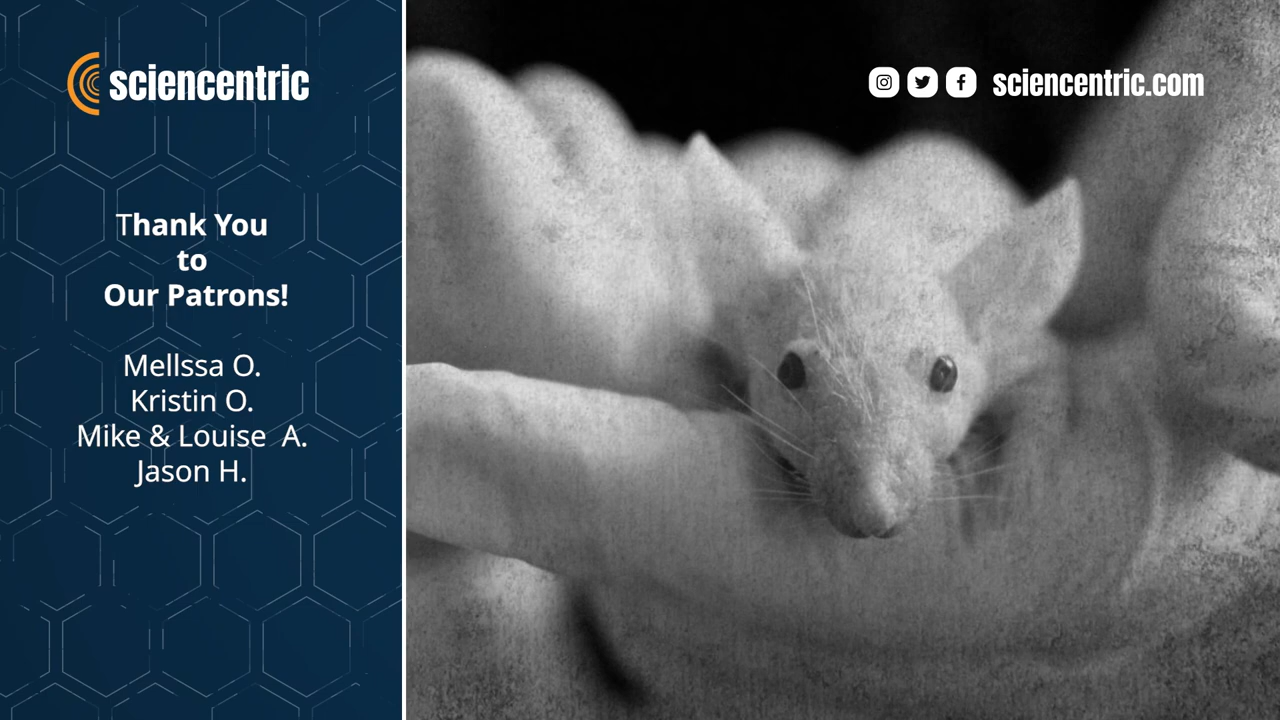 sciencentric
sciencentric.com
Thank You
to
Our Patrons!
Mellssa O.
Kristin O.
Mike & Louise A.
Jason H.